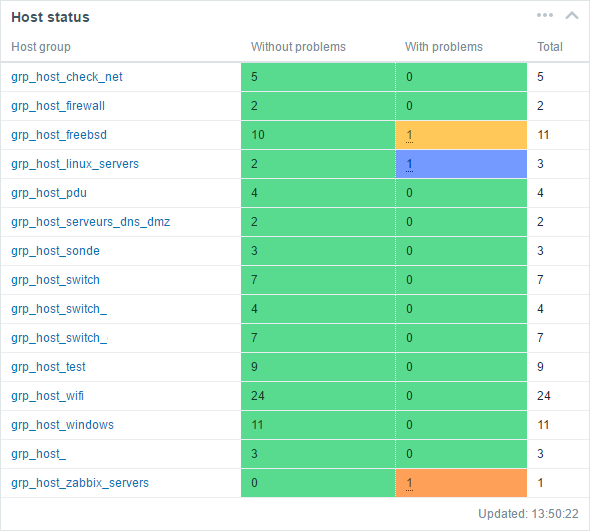 Host status
Host group Without problems With problems Total
grp_host_check_net 5 0 5
grp_host_firewall 2 0 2
grp_host_freebsd 10 1 11
grp_host_linux_servers 2 1 3
grp_host_pdu 4 0 4
grp_host_serveurs_dns_dmz 2 0 2
grp_host_sonde 3 0 3
grp_host_switch 7 0 7
grp_host_switch_ 4 0 4
grp_host_switch_ 7 0 7
grp_host_test 9 0 9
grp_host_wifi 24 0 24
grp_host_windows 11 0 11
grp_host_ 3 0 3
grp_host_zabbix_servers 0 1 1
Updated: 13:50:22